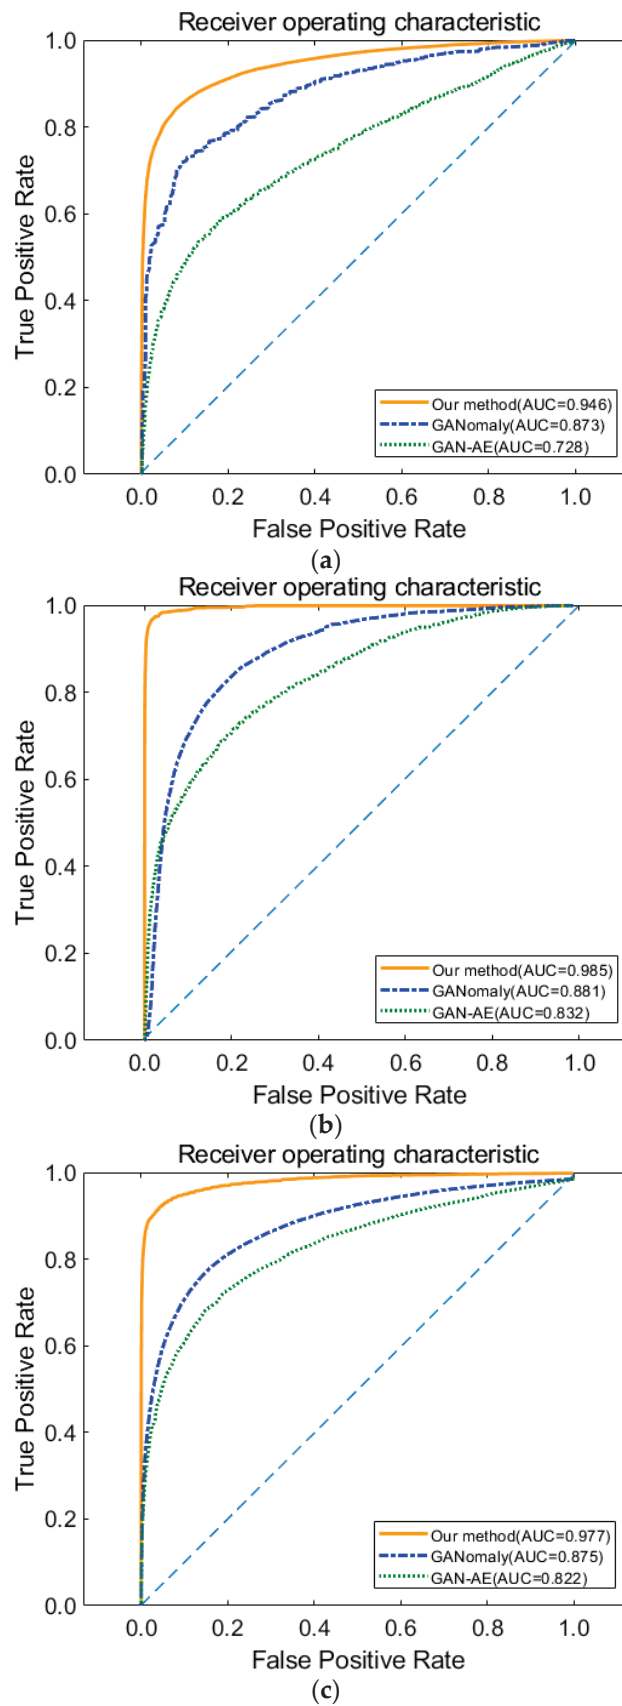 Receiver operating characteristic
1.0
0.8
0.6
0.4
0.2
0.0
True Positive Rate
Our method(AUC=0.946)
GANomaly(AUC=0.873)
GAN-AE(AUC=0.728)
0.0 0.2 0.4 0.6 0.8 1.0
False Positive Rate
(a)
Receiver operating characteristic
1.0
0.8
0.6
0.4
0.2
0.0
True Positive Rate
Our method(AUC=0.985)
GANomaly(AUC=0.881)
GAN-AE(AUC=0.832)
0.0 0.2 0.4 0.6 0.8 1.0
False Positive Rate
(b)
Receiver operating characteristic
1.0
0.8
0.6
0.4
0.2
0.0
True Positive Rate
Our method(AUC=0.977)
GANomaly(AUC=0.875)
GAN-AE(AUC=0.822)
0.0 0.2 0.4 0.6 0.8 1.0
False Positive Rate
(c)